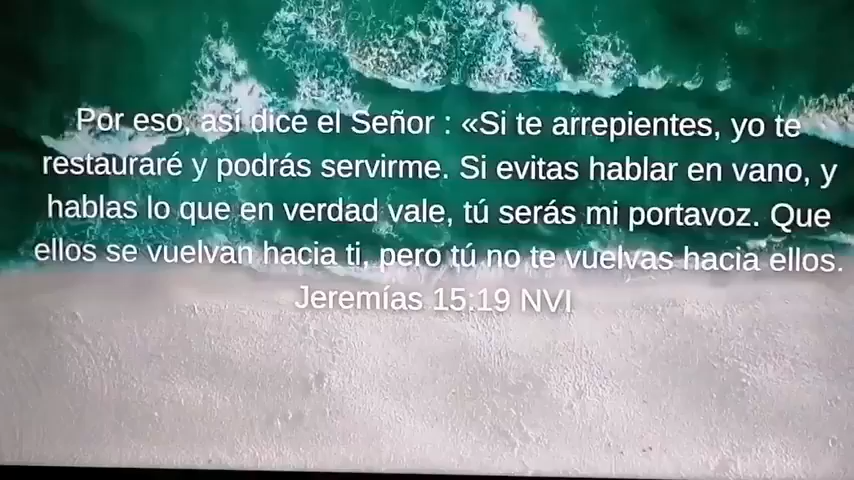 Por eso, así dice el Señor : «Si te arrepientes, yo te
restauraré y podrás servirme. Si evitas hablar en vano, y
hablas lo que en verdad vale, tú serás mi portavoz. Que
ellos se vuelvan hacia ti, pero tú no te vuelvas hacia ellos.
Jeremías 15:19 NVI